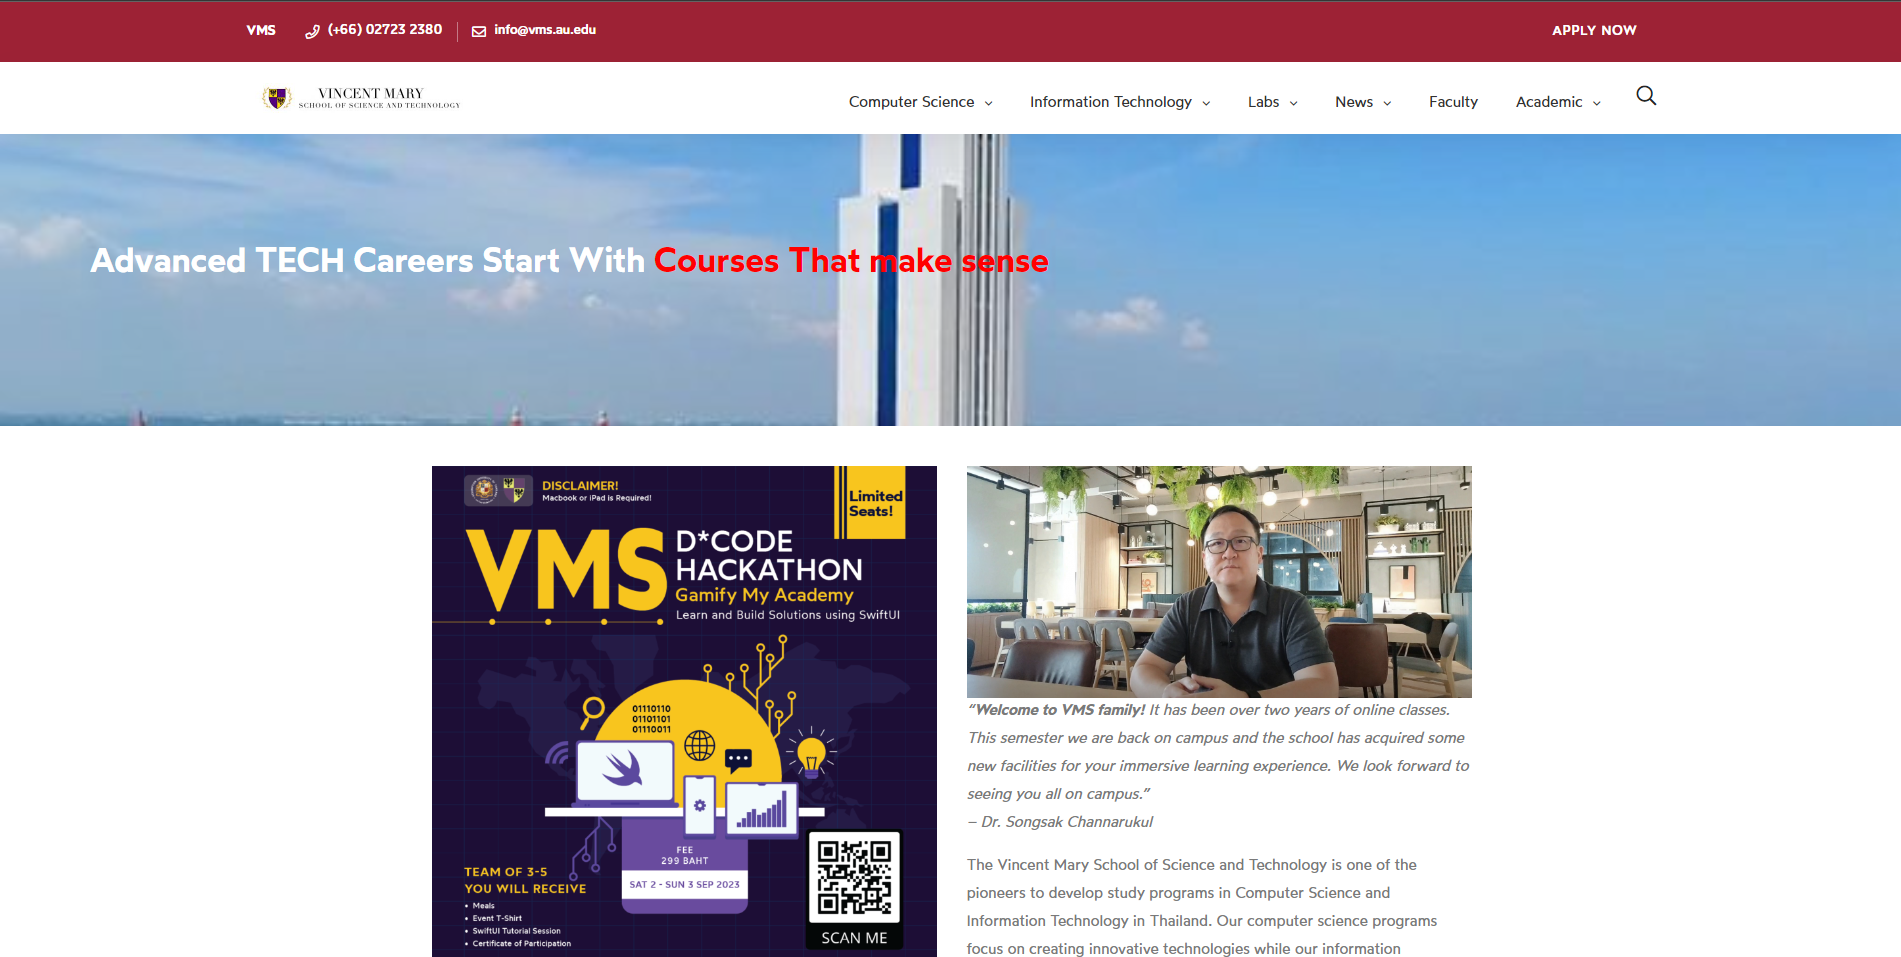 VMS
(+66) 02723 2380
info@vms.au.edu
APPLY NOW
VINCENT MARY
SCHOOL OF SCIENCE AND TECHNOLOGY
Computer Science
Information Technology
Labs
News
Faculty
Academic
Advanced TECH Careers Start With Courses That make sense
DISCLAIMER!
Macbook or iPad is Required!
Limited
Seats!
VMS
D*CODE
HACKATHON
Gamify My Academy
Learn and Build Solutions using SwiftUI
01110110
01101101
01110011
FEE
299 BAHT
SAT 2 - SUN 3 SEP 2023
TEAM OF 3-5
YOU WILL RECEIVE
• Meals
• Event T-Shirt
• SwiftUI Tutorial Session
• Certificate of Participation
SCAN ME
“Welcome to VMS family! It has been over two years of online classes.
This semester we are back on campus and the school has acquired some
new facilities for your immersive learning experience. We look forward to
seeing you all on campus.”
– Dr. Songsak Channarukul
The Vincent Mary School of Science and Technology is one of the
pioneers to develop study programs in Computer Science and
Information Technology in Thailand. Our computer science programs
focus on creating innovative technologies while our information